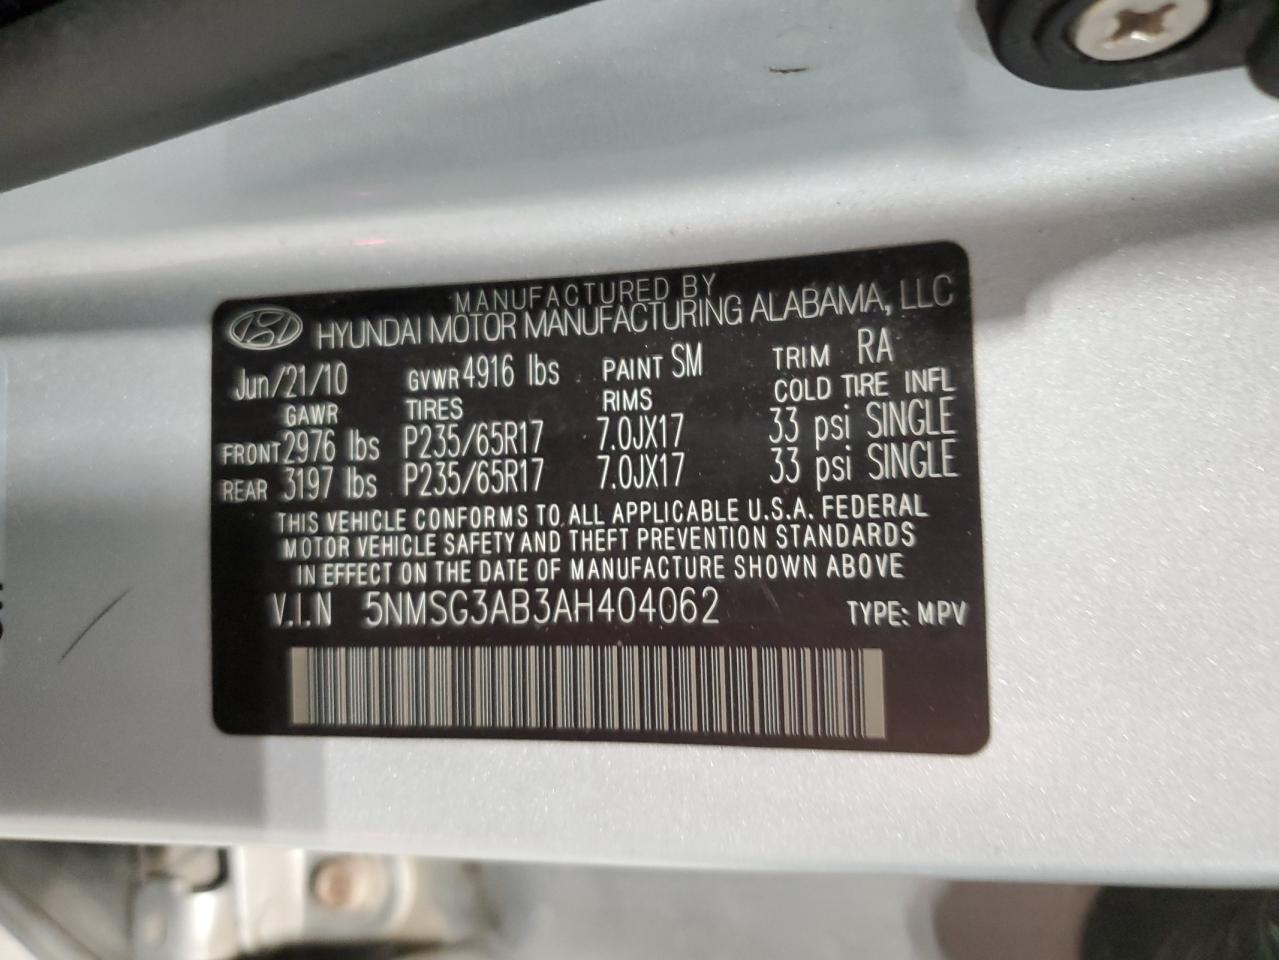 MANUFACTURED BY
HYUNDAI MOTOR MANUFACTURING ALABAMA, LLC
Jun/21/10 GVWR 4916 lbs PAINT SM TRIM RA
GAWR TIRES RIMS COLD TIRE INFL
FRONT 2976 lbs P235/65R17 7.0JX17 33 psi SINGLE
REAR 3197 lbs P235/65R17 7.0JX17 33 psi SINGLE
THIS VEHICLE CONFORMS TO ALL APPLICABLE U.S.A. FEDERAL
MOTOR VEHICLE SAFETY AND THEFT PREVENTION STANDARDS
IN EFFECT ON THE DATE OF MANUFACTURE SHOWN ABOVE
V.I.N 5NMSG3AB3AH404062 TYPE: MPV